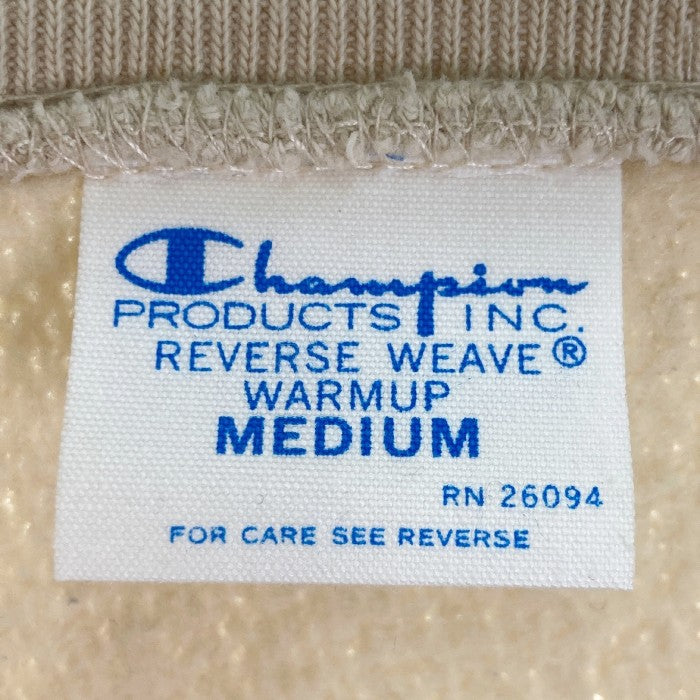 Champion
PRODUCTS INC.
REVERSE WEAVE®
WARMUP
MEDIUM
RN 26094
FOR CARE SEE REVERSE